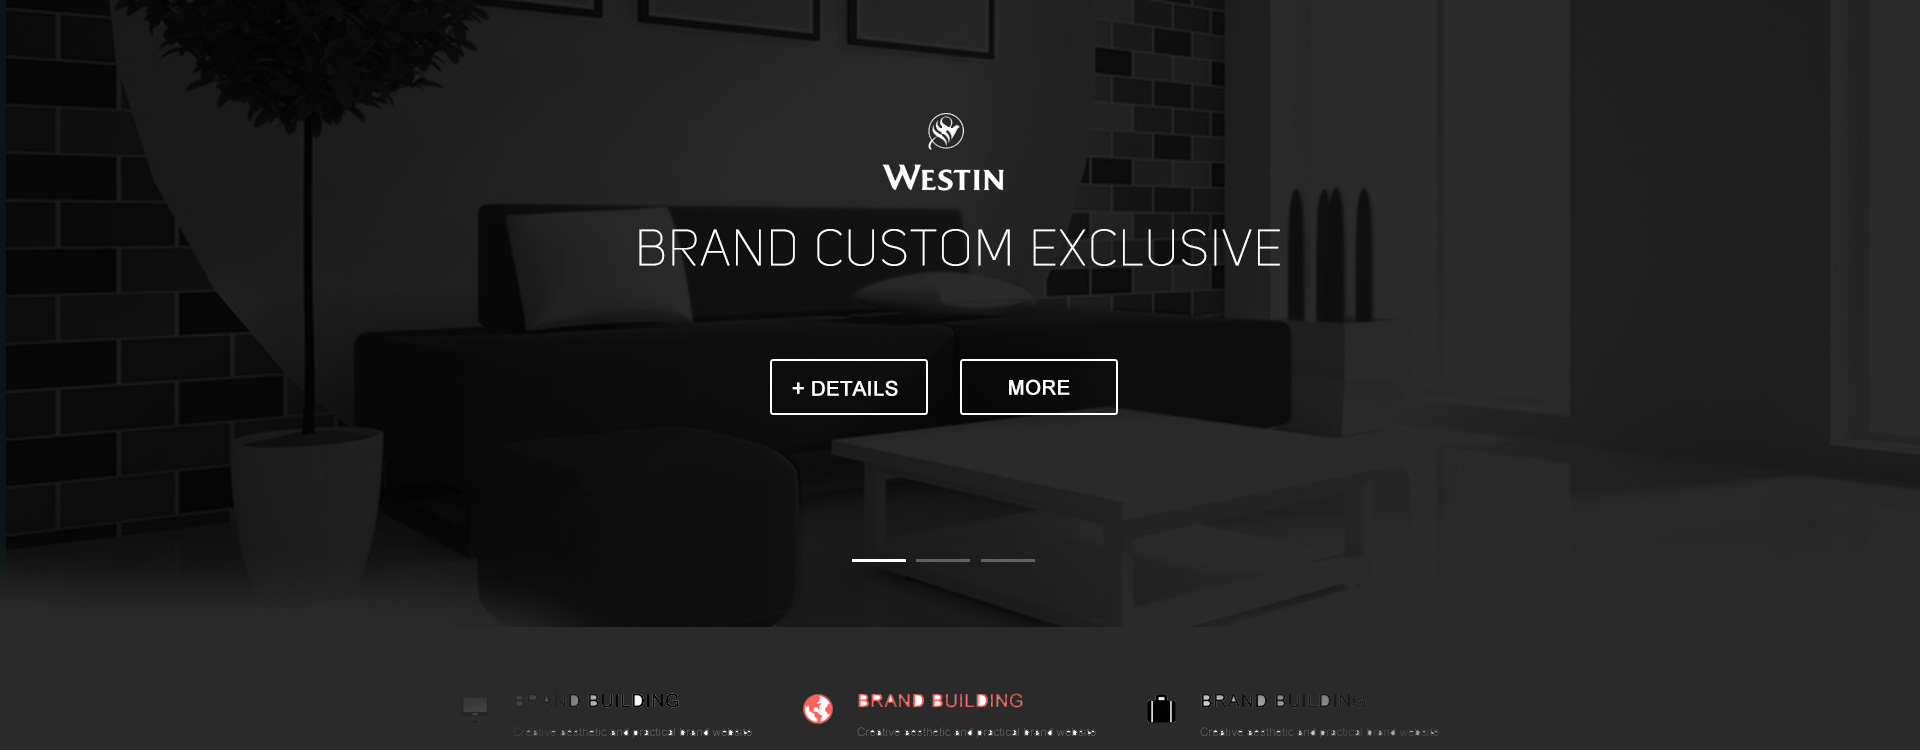 WESTIN
BRAND CUSTOM EXCLUSIVE
+ DETAILS
MORE
BRAND BUILDING
Creative aesthetic and practical brand website
BRAND BUILDING
Creative aesthetic and practical brand website
BRAND BUILDING
Creative aesthetic and practical brand website